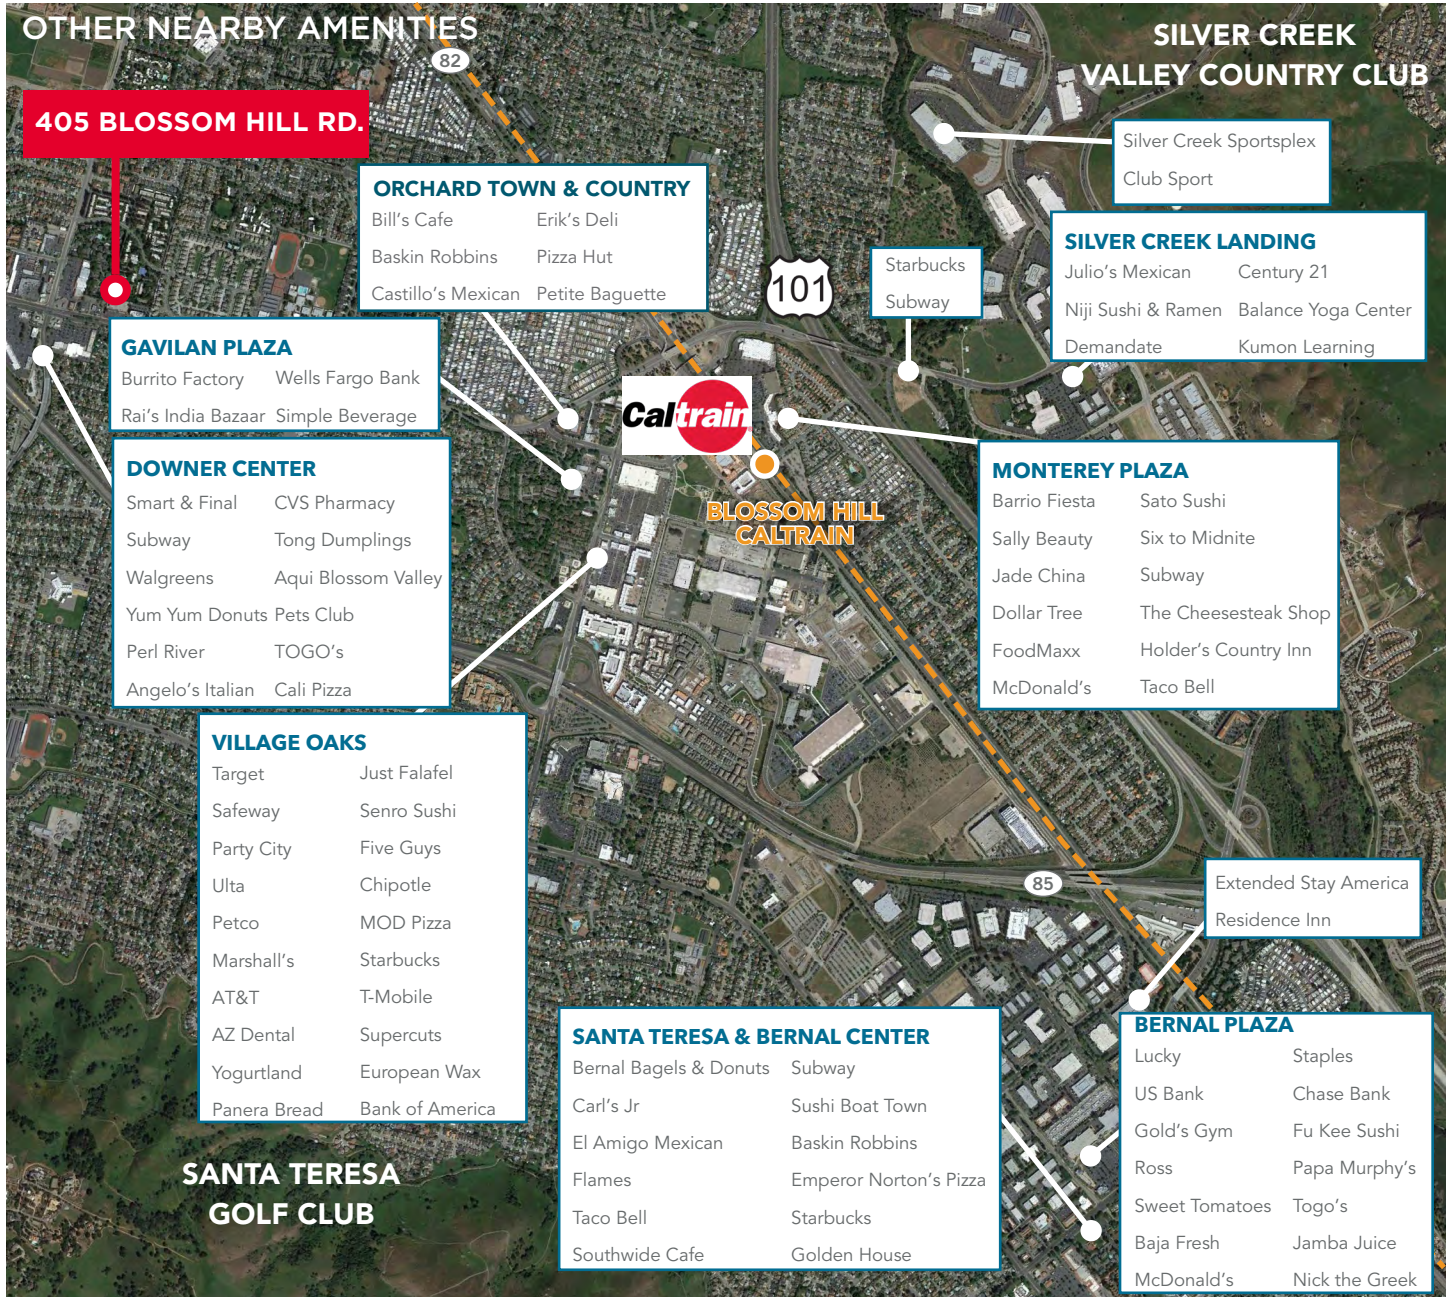 OTHER NEARBY AMENITIES
82
SILVER CREEK
VALLEY COUNTRY CLUB
405 BLOSSOM HILL RD.
Silver Creek Sportsplex
Club Sport
ORCHARD TOWN & COUNTRY
Bill's Cafe Erik's Deli
Baskin Robbins Pizza Hut
Castillo's Mexican Petite Baguette
101
Starbucks
Subway
SILVER CREEK LANDING
Julio's Mexican Century 21
Niji Sushi & Ramen Balance Yoga Center
Demandate Kumon Learning
GAVILAN PLAZA
Burrito Factory Wells Fargo Bank
Rai's India Bazaar Simple Beverage
Caltrain
BLOSSOM HILL
CALTRAIN
DOWNER CENTER
Smart & Final CVS Pharmacy
Subway Tong Dumplings
Walgreens Aqui Blossom Valley
Yum Yum Donuts Pets Club
Perl River TOGO's
Angelo's Italian Cali Pizza
MONTEREY PLAZA
Barrio Fiesta Sato Sushi
Sally Beauty Six to Midnite
Jade China Subway
Dollar Tree The Cheesesteak Shop
FoodMaxx Holder's Country Inn
McDonald's Taco Bell
VILLAGE OAKS
Target Just Falafel
Safeway Senro Sushi
Party City Five Guys
Ulta Chipotle
Petco MOD Pizza
Marshall's Starbucks
AT&T T-Mobile
AZ Dental Supercuts
Yogurtland European Wax
Panera Bread Bank of America
85
Extended Stay America
Residence Inn
SANTA TERESA & BERNAL CENTER
Bernal Bagels & Donuts Subway
Carl's Jr Sushi Boat Town
El Amigo Mexican Baskin Robbins
Flames Emperor Norton's Pizza
Taco Bell Starbucks
Southwide Cafe Golden House
BERNAL PLAZA
Lucky Staples
US Bank Chase Bank
Gold's Gym Fu Kee Sushi
Ross Papa Murphy's
Sweet Tomatoes Togo's
Baja Fresh Jamba Juice
McDonald's Nick the Greek
SANTA TERESA
GOLF CLUB